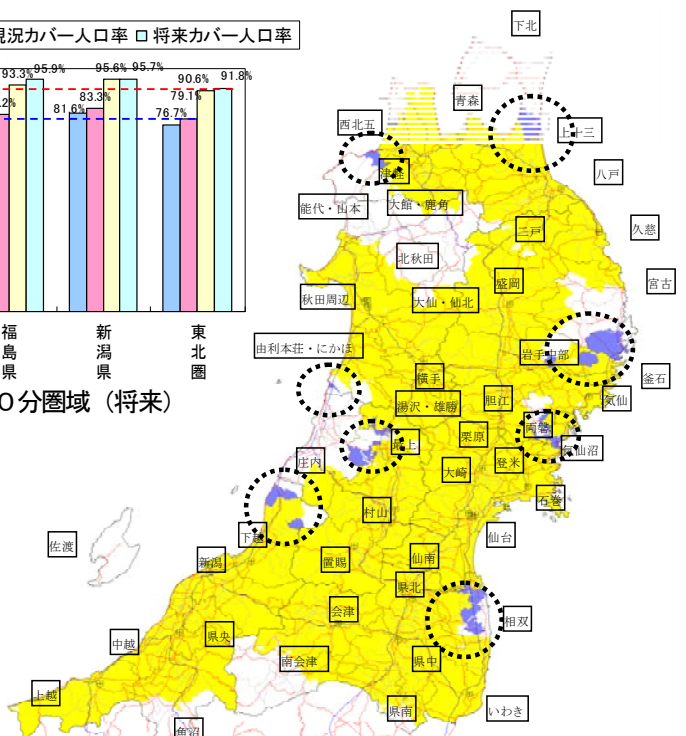 現況カバー人口率 将来カバー人口率
93.3% 95.9%
95.6% 95.7%
90.6% 91.8%
81.6% 83.3%
76.7% 79.1%
.2%
福島県
新潟県
東北圏
0分圏域（将来）
下北
青森
西北五
上十三
津軽
八戸
能代・山本
大館・鹿角
二戸
久慈
北秋田
盛岡
宮古
秋田周辺
大仙・仙北
由利本荘・にかほ
岩手中部
横手
釜石
湯沢・雄勝
胆江
気仙
両磐
最上
栗原
気仙沼
庄内
大崎
登米
村山
石巻
下越
仙台
佐渡
新潟
置賜
仙南
県北
会津
相双
中越
県央
南会津
県中
上越
県南
いわき
魚沼